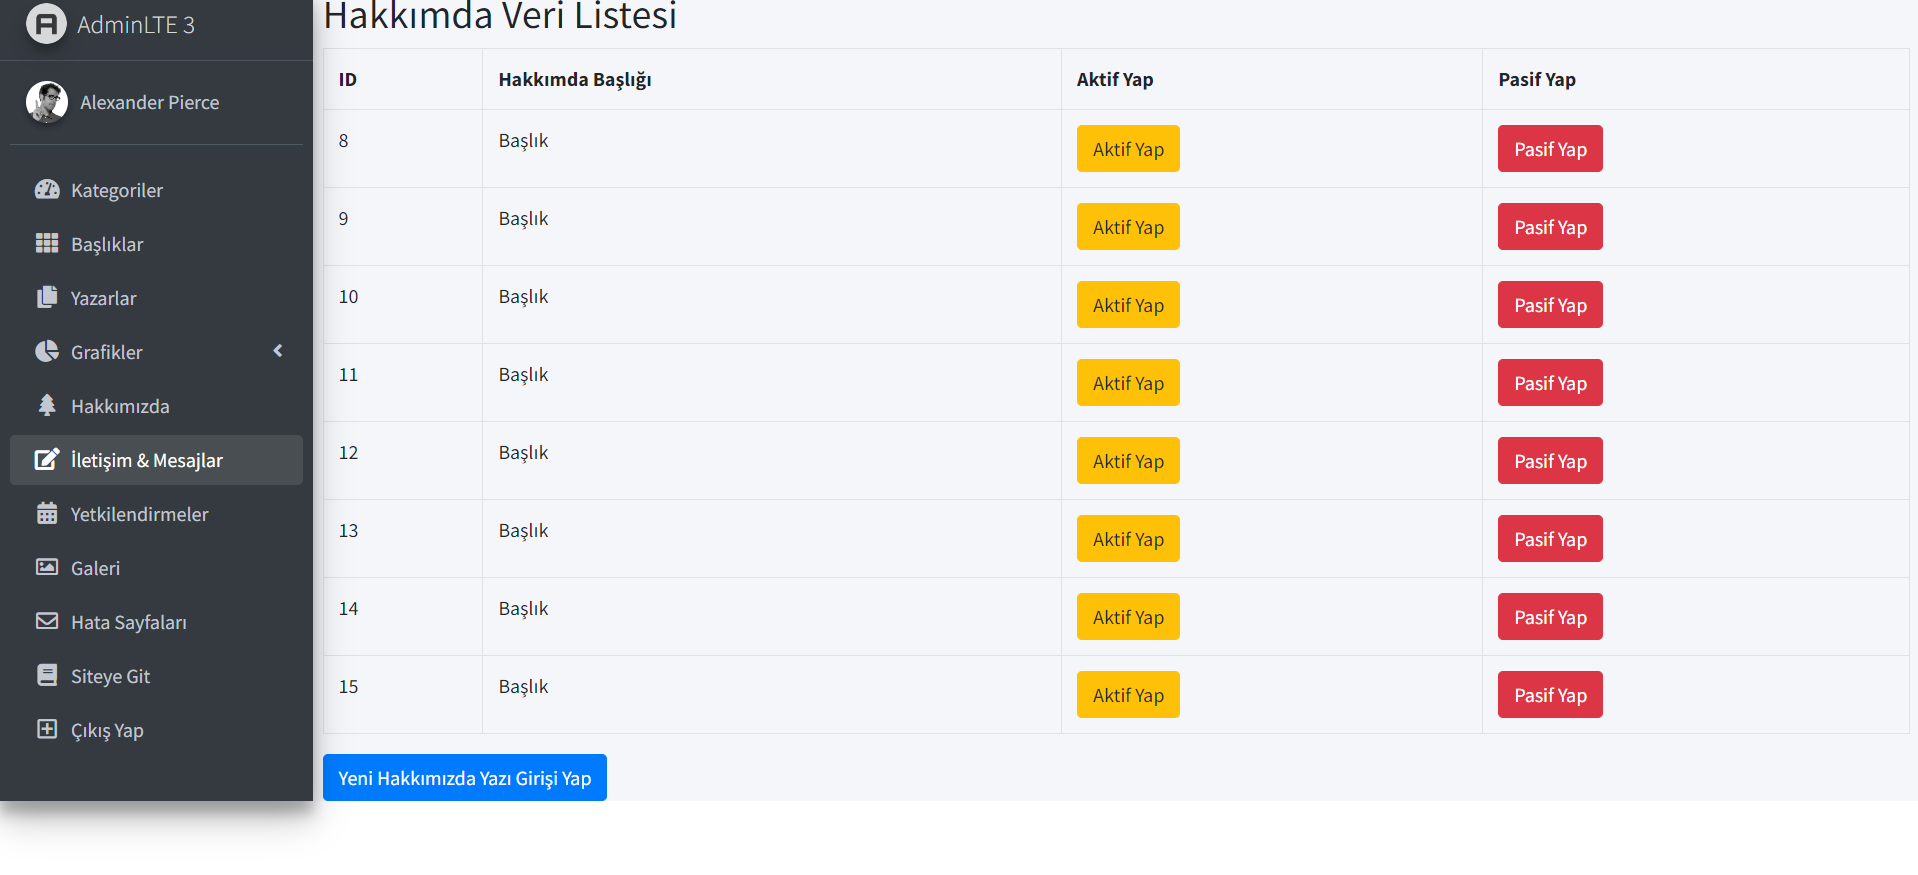 AdminLTE 3
Alexander Pierce
Kategoriler
Başlıklar
Yazarlar
Grafikler
Hakkımızda
İletişim & Mesajlar
Yetkilendirmeler
Galeri
Hata Sayfaları
Siteye Git
Çıkış Yap
Hakkımda Veri Listesi
ID Hakkımda Başlığı Aktif Yap Pasif Yap
8 Başlık Aktif Yap Pasif Yap
9 Başlık Aktif Yap Pasif Yap
10 Başlık Aktif Yap Pasif Yap
11 Başlık Aktif Yap Pasif Yap
12 Başlık Aktif Yap Pasif Yap
13 Başlık Aktif Yap Pasif Yap
14 Başlık Aktif Yap Pasif Yap
15 Başlık Aktif Yap Pasif Yap
Yeni Hakkımızda Yazı Girişi Yap